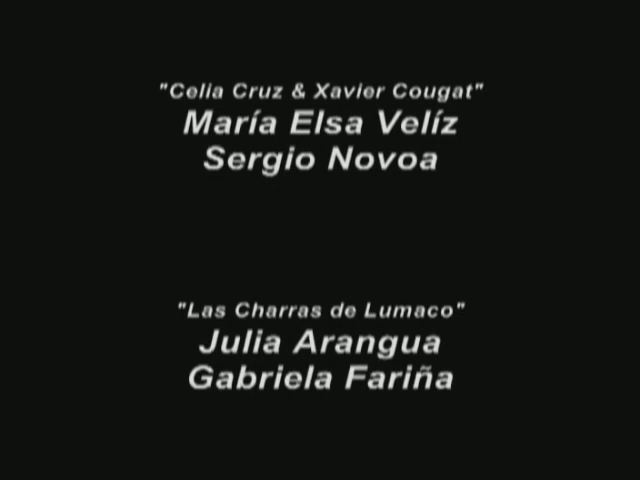 "Celia Cruz & Xavier Cougat"
María Elsa Velíz
Sergio Novoa
"Las Charras de Lumaco"
Julia Arangua
Gabriela Fariña